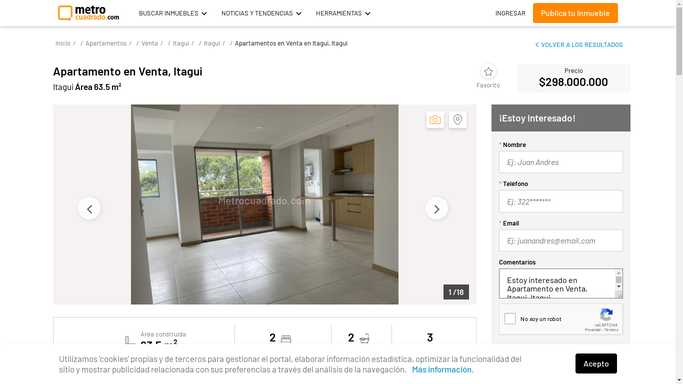 metro
cuadrado.com
BUSCAR INMUEBLES
NOTICIAS Y TENDENCIAS
HERRAMIENTAS
INGRESAR
Publica tu Inmueble
Inicio / / Apartamentos / / Venta / / Itagui / / Itagui / / Apartamentos en Venta en Itagui, Itagui
VOLVER A LOS RESULTADOS
Apartamento en Venta, Itagui
Itagui Área 63.5 m²
Favorito
Precio
$298.000.000
Metrocuadrado.com
1 /16
¡Estoy Interesado!
* Nombre
Ej: Juan Andres
* Telefono
Ej: 322*******
* Email
Ej: juanandres@email.com
Comentarios
Estoy interesado en
Apartamento en Venta,
Itagui, Itagui
No soy un robot
reCAPTCHA
Privacidad - Términos
Área construida
63.5 m²
2
2
3
Utilizamos 'cookies' propias y de terceros para gestionar el portal, elaborar información estadística, optimizar la funcionalidad del
sitio y mostrar publicidad relacionada con sus preferencias a través del análisis de la navegación. Más información.
Acepto